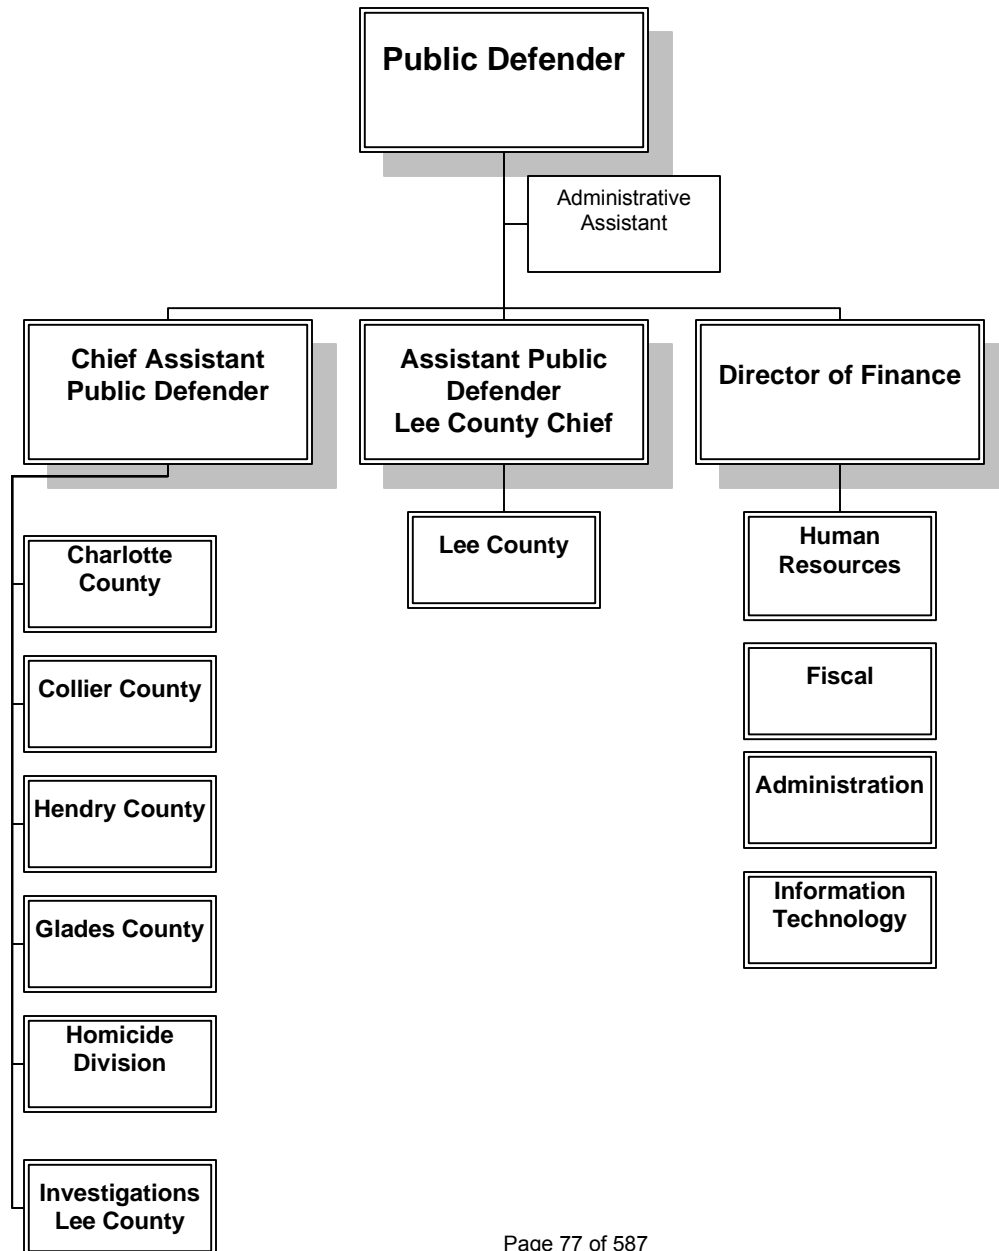 Public Defender
Administrative
Assistant
Chief Assistant
Public Defender
Assistant Public
Defender
Lee County Chief
Director of Finance
Charlotte
County
Collier County
Hendry County
Glades County
Homicide
Division
Investigations
Lee County
Lee County
Human
Resources
Fiscal
Administration
Information
Technology
Page 77 of 587